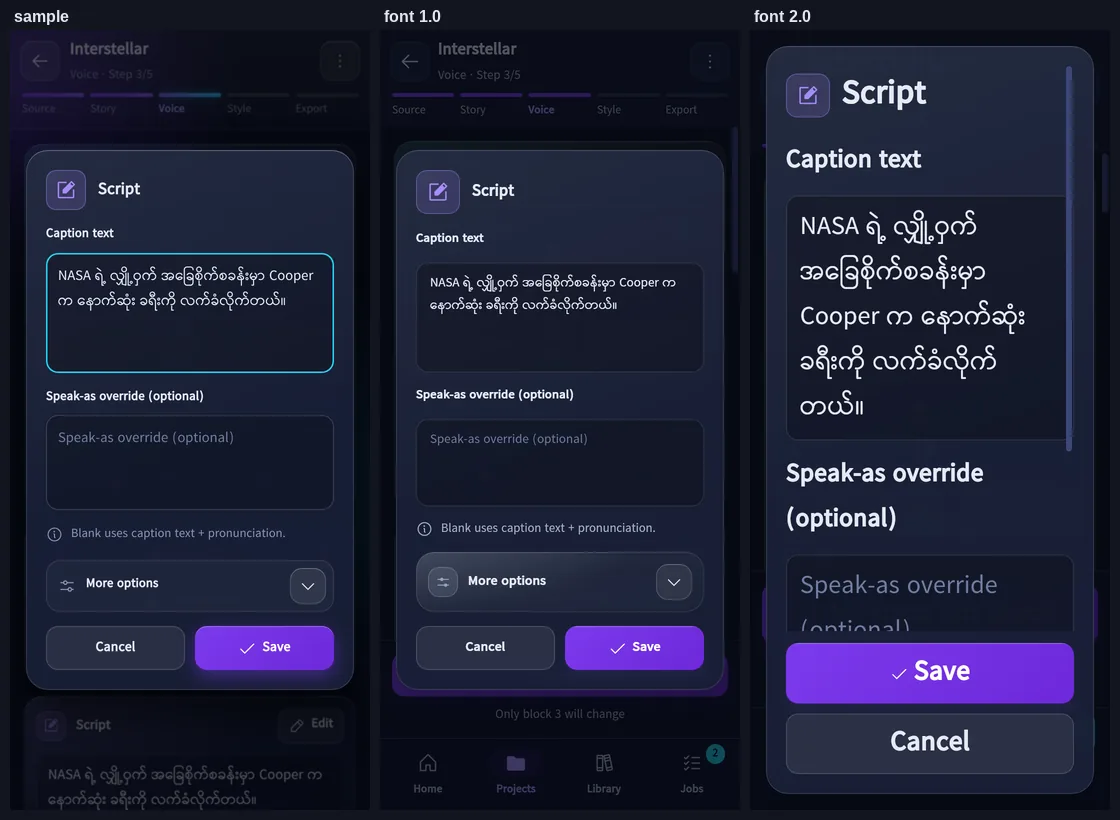 sample
Interstellar
Voice · Step 3/5
Source Story Voice Style Export
Script
Caption text
NASA ရဲ့ လျှို့ဝှက် အခြေစိုက်စခန်းမှာ Cooper
က နောက်ဆုံး ခရီးကို လက်ခံလိုက်တယ်။
Speak-as override (optional)
Speak-as override (optional)
Blank uses caption text + pronunciation.
More options
Cancel Save
Script Edit
NASA ရဲ့ လျှို့ဝှက် အခြေစိုက်စခန်းမှာ Cooper က
နောက်ဆုံး ခရီးကို လက်ခံလိုက်တယ်။
font 1.0
Interstellar
Voice · Step 3/5
Source Story Voice Style Export
Script
Caption text
NASA ရဲ့ လျှို့ဝှက် အခြေစိုက်စခန်းမှာ Cooper က
နောက်ဆုံး ခရီးကို လက်ခံလိုက်တယ်။
Speak-as override (optional)
Speak-as override (optional)
Blank uses caption text + pronunciation.
More options
Cancel Save
Only block 3 will change
Home Projects Library Jobs 2
font 2.0
Script
Caption text
NASA ရဲ့ လျှို့ဝှက်
အခြေစိုက်စခန်းမှာ
Cooper က နောက်ဆုံး
ခရီးကို လက်ခံလိုက်
တယ်။
Speak-as override
(optional)
Speak-as override
(optional)
Save
Cancel